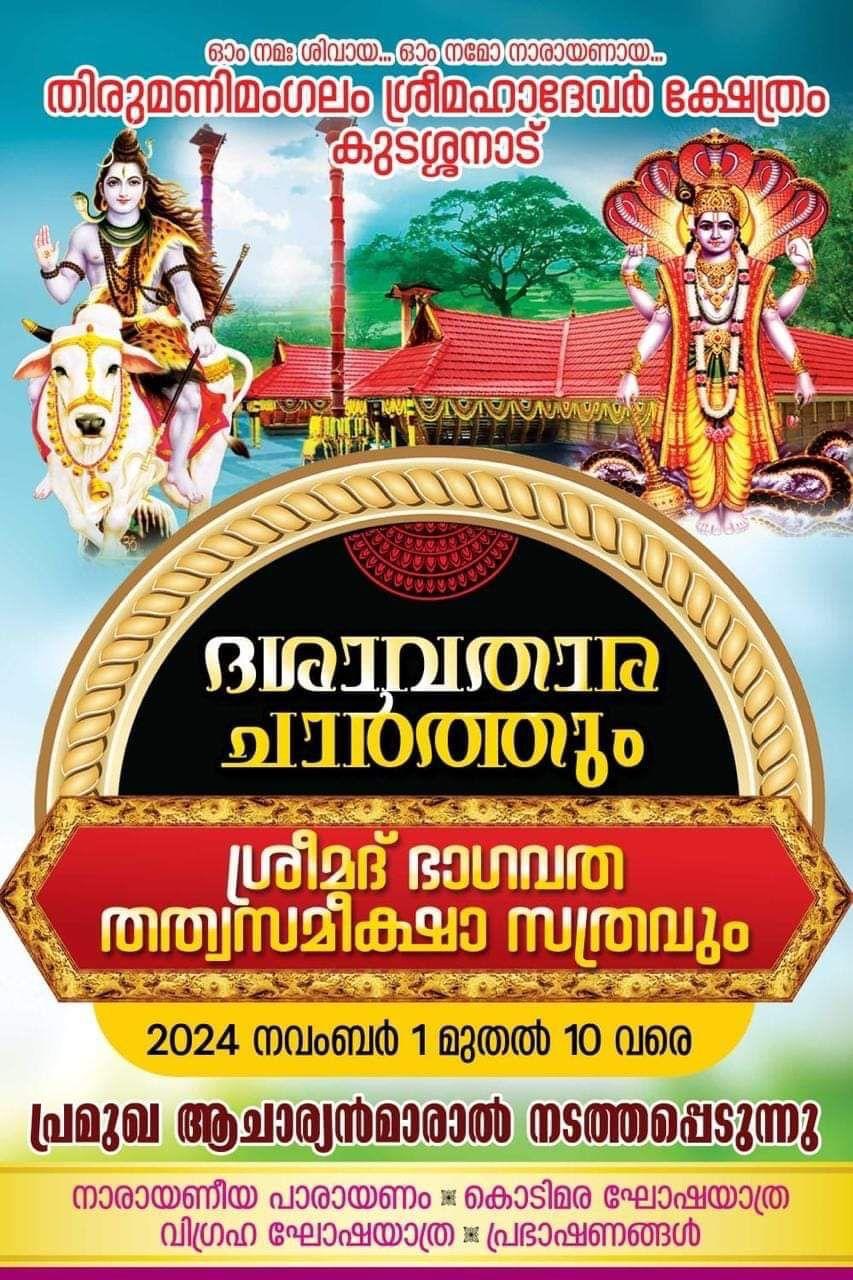 ഓം നമഃ ശിവായ... ഓം നമോ നാരായണായ...
തിരുമണിമംഗലം ശ്രീമഹാദേവർ ക്ഷേത്രം
കുടശ്ശനാട്
ദശാവതാര
ചാർത്തും
ശ്രീമദ് ഭാഗവത
തത്വസമീക്ഷാ സത്രവും
2024 നവംബർ 1 മുതൽ 10 വരെ
പ്രമുഖ ആചാര്യൻമാരാൽ നടത്തപ്പെടുന്നു
നാരായണീയ പാരായണം ▪ കൊടിമര ഘോഷയാത്ര
വിഗ്രഹ ഘോഷയാത്ര ▪ പ്രഭാഷണങ്ങൾ